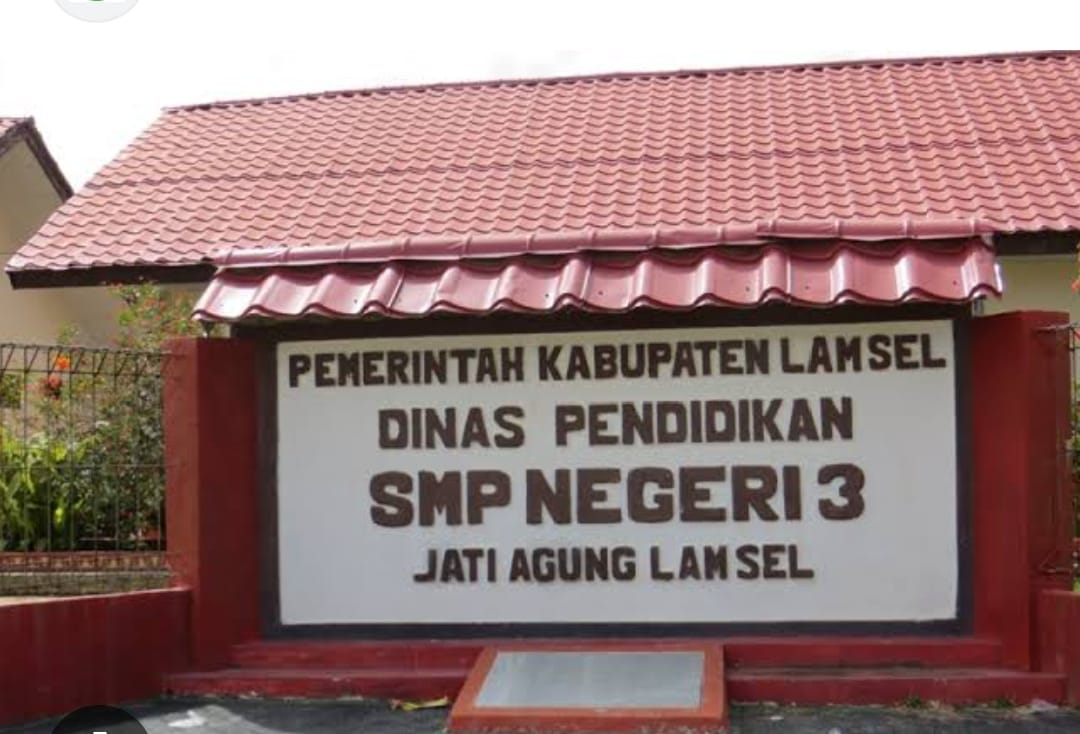 PEMERINTAH KABUPATEN LAMSEL
DINAS PENDIDIKAN
SMP NEGERI 3
JATI AGUNG LAMSEL